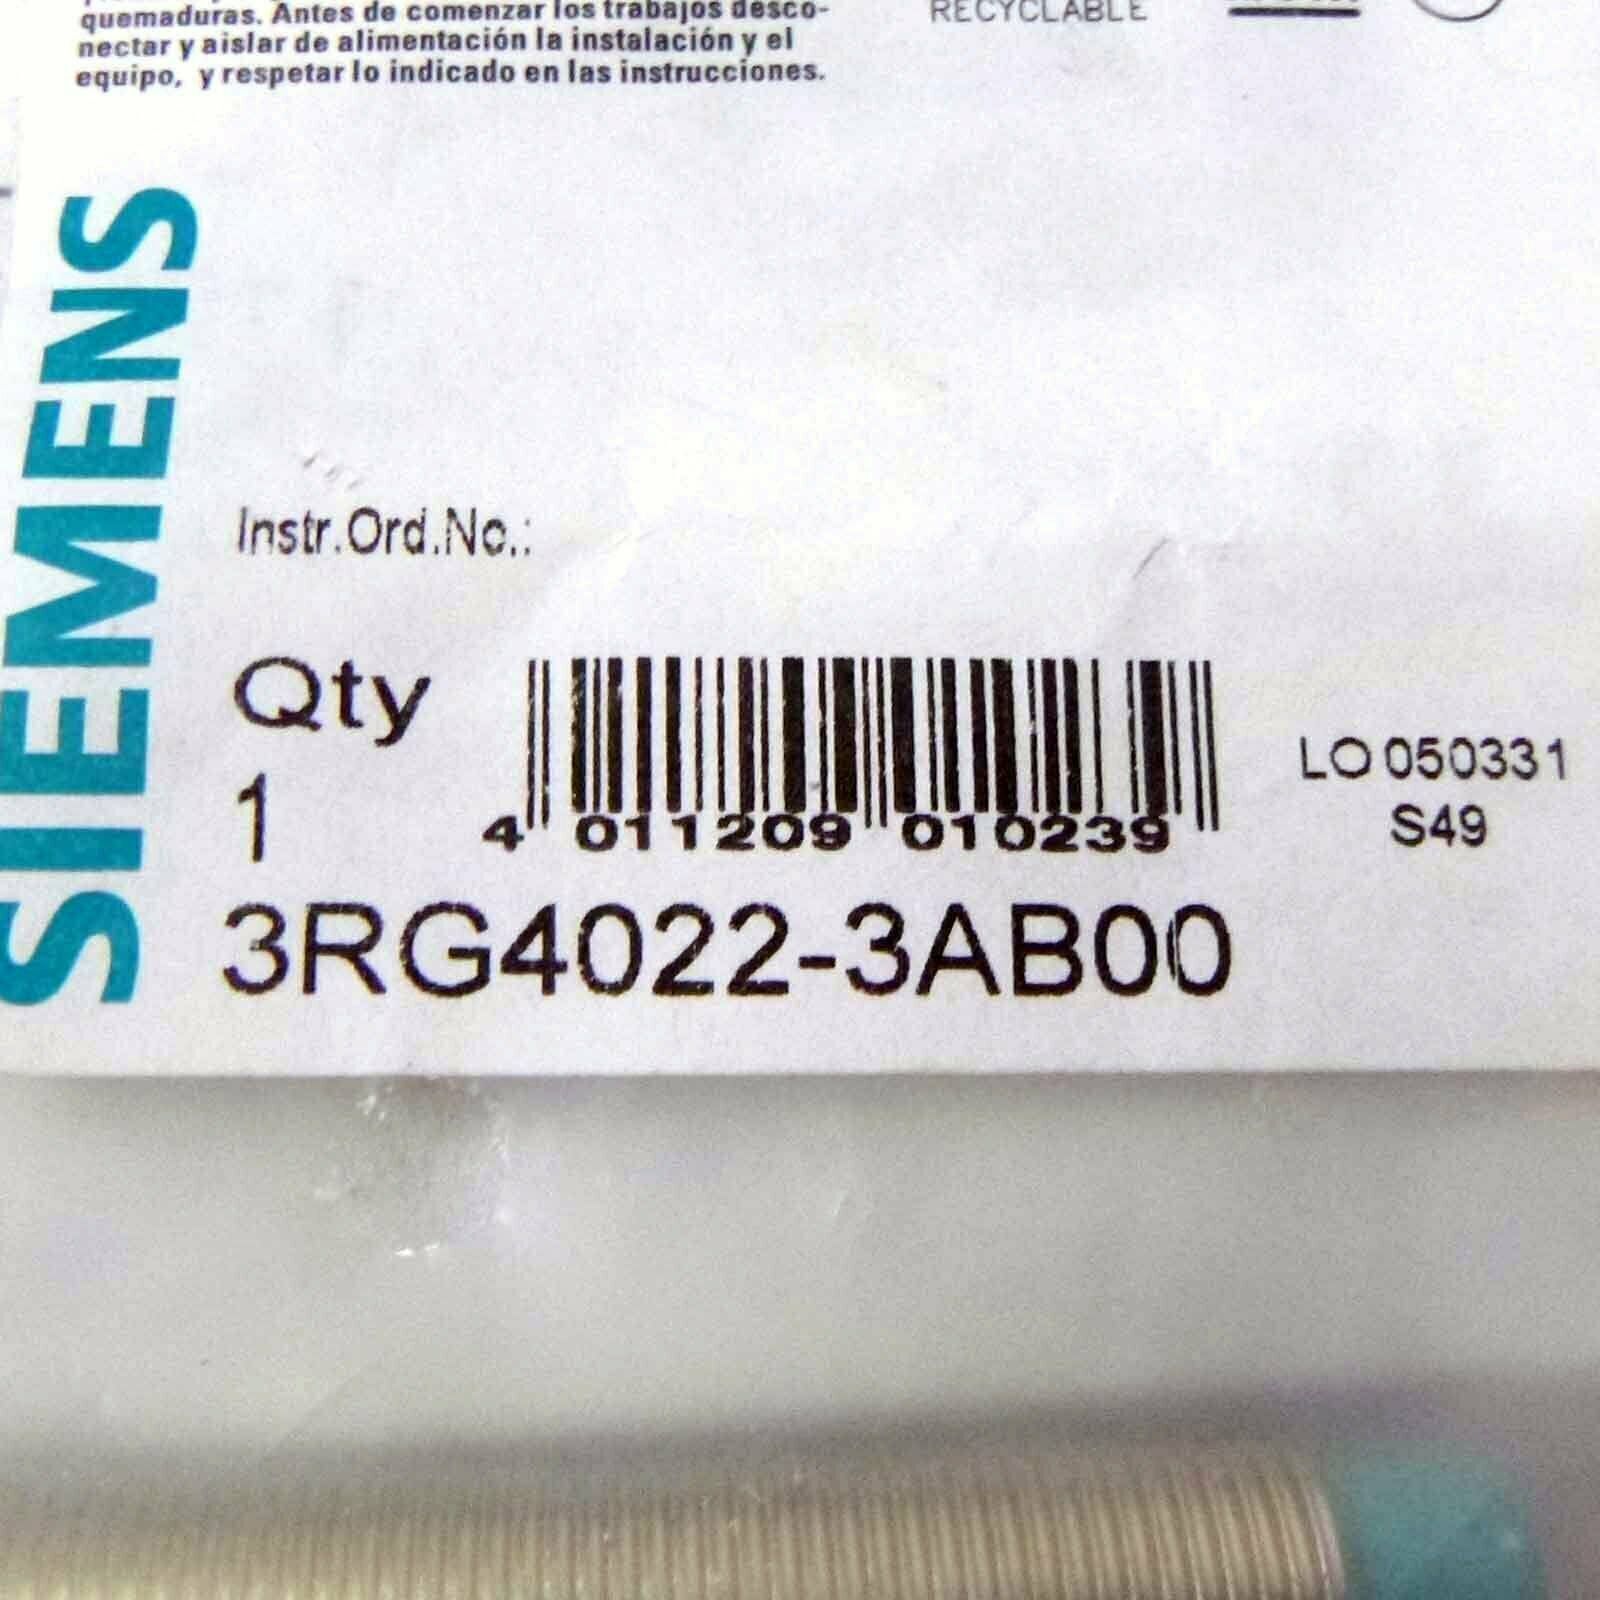 quemaduras. Antes de comenzar los trabajos desco-
nectar y aislar de alimentación la instalación y el
equipo, y respetar lo indicado en las instrucciones.
RECYCLABLE
SIEMENS
Instr.Ord.No.:
Qty
1
4 011209 010239
LO 050331
S49
3RG4022-3AB00